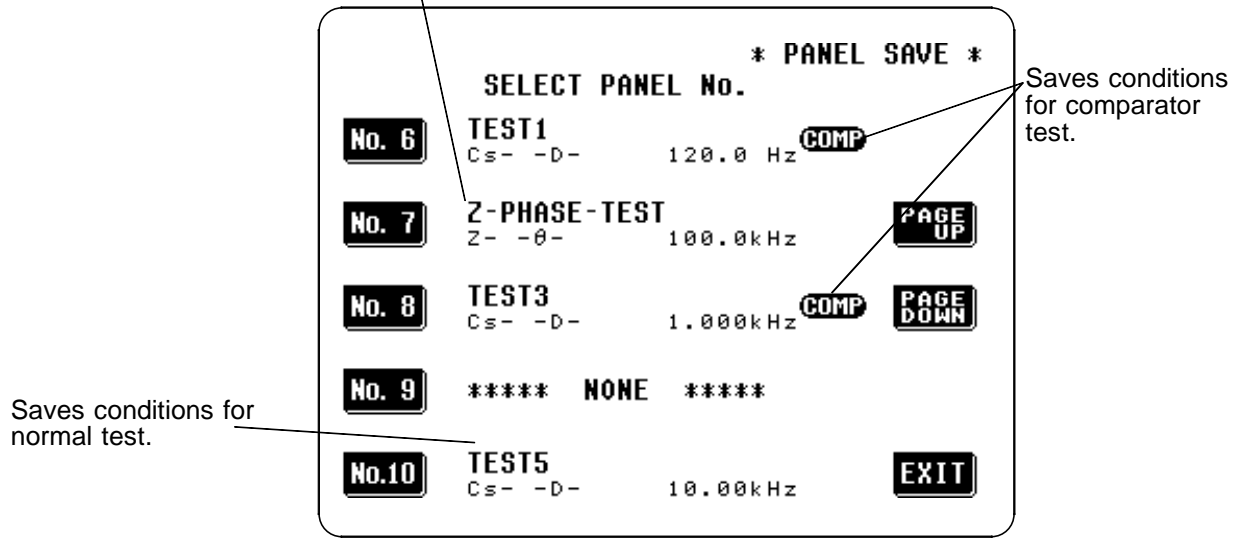 * PANEL SAVE *
SELECT PANEL No.
Saves conditions
for comparator
test.
No. 6 TEST1 COMP
Cs- -D- 120.0 Hz
No. 7 Z-PHASE-TEST PAGE UP
Z- -θ- 100.0kHz
No. 8 TEST3 COMP PAGE DOWN
Cs- -D- 1.000kHz
No. 9 ***** NONE *****
Saves conditions for
normal test.
No.10 TEST5 EXIT
Cs- -D- 10.00kHz